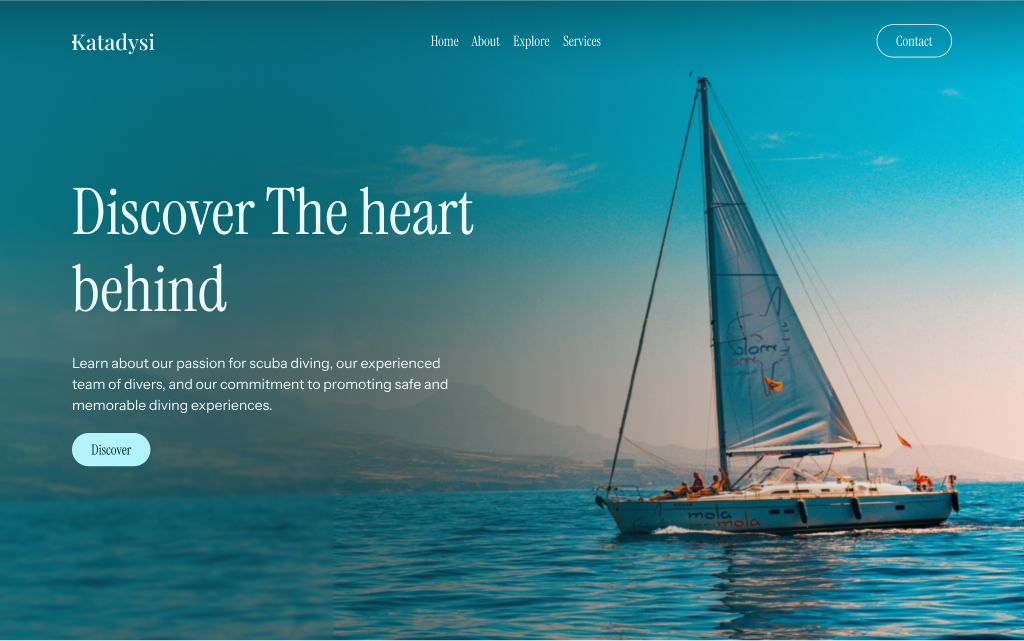 Katadysi
Home About Explore Services
Contact
Discover The heart
behind
Learn about our passion for scuba diving, our experienced
team of divers, and our commitment to promoting safe and
memorable diving experiences.
Discover
mola
mola